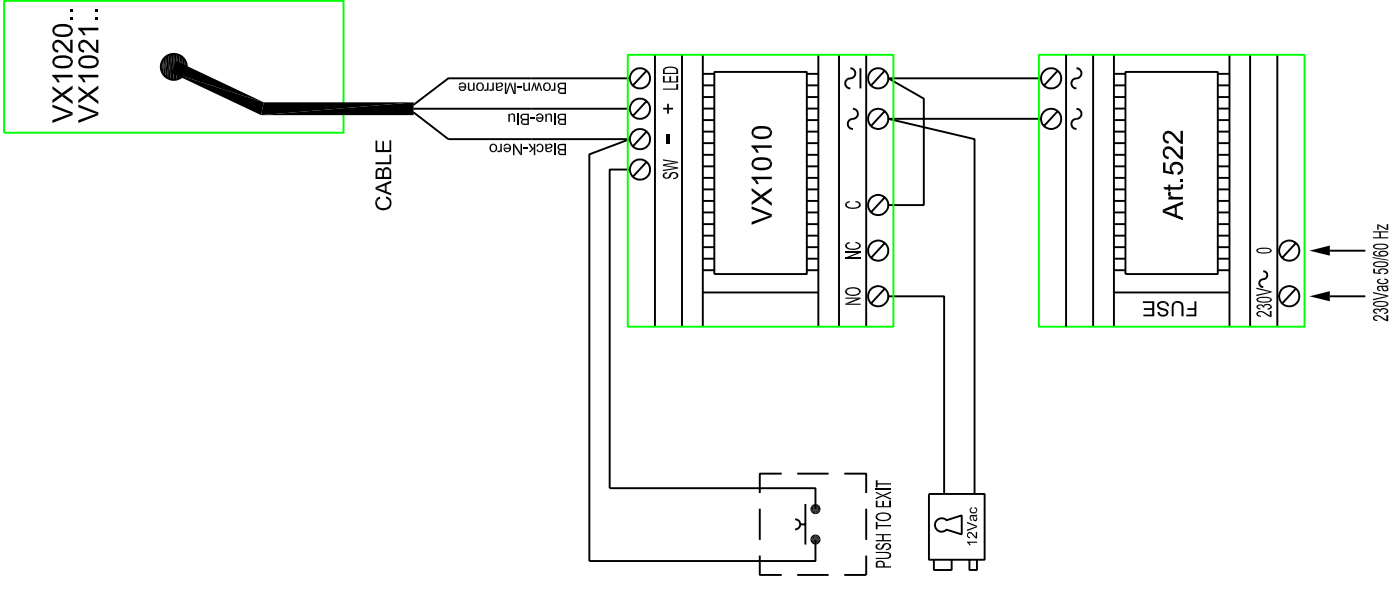 VX1020..
VX1021..
CABLE
Brown-Marrone
Blue-Blu
Black-Nero
LED
+
-
SW
VX1010
~
~
C
NC
NO
PUSH TO EXIT
12Vac
~
~
Art.522
FUSE
230V~ 0
230Vac 50/60 Hz